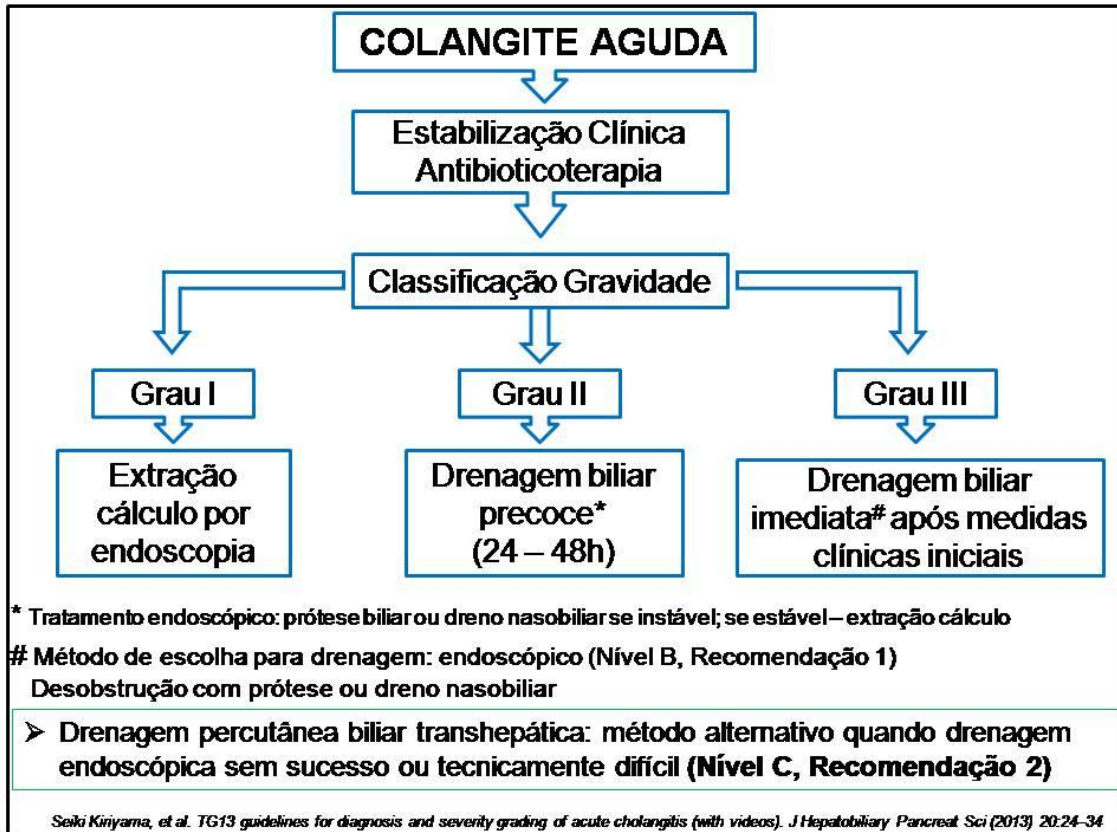 COLANGITE AGUDA
Estabilização Clínica
Antibioticoterapia
Classificação Gravidade
Grau I
Grau II
Grau III
Extração
cálculo por
endoscopia
Drenagem biliar
precoce*
(24 – 48h)
Drenagem biliar
imediata# após medidas
clínicas iniciais
* Tratamento endoscópico: prótese biliar ou dreno nasobiliar se instável; se estável – extração cálculo
# Método de escolha para drenagem: endoscópico (Nível B, Recomendação 1)
Desobstrução com prótese ou dreno nasobiliar
➢ Drenagem percutânea biliar transhepática: método alternativo quando drenagem
endoscópica sem sucesso ou tecnicamente difícil (Nível C, Recomendação 2)
Seiki Kiriyama, et al. TG13 guidelines for diagnosis and severity grading of acute cholangitis (with videos). J Hepatobiliary Pancreat Sci (2013) 20:24–34